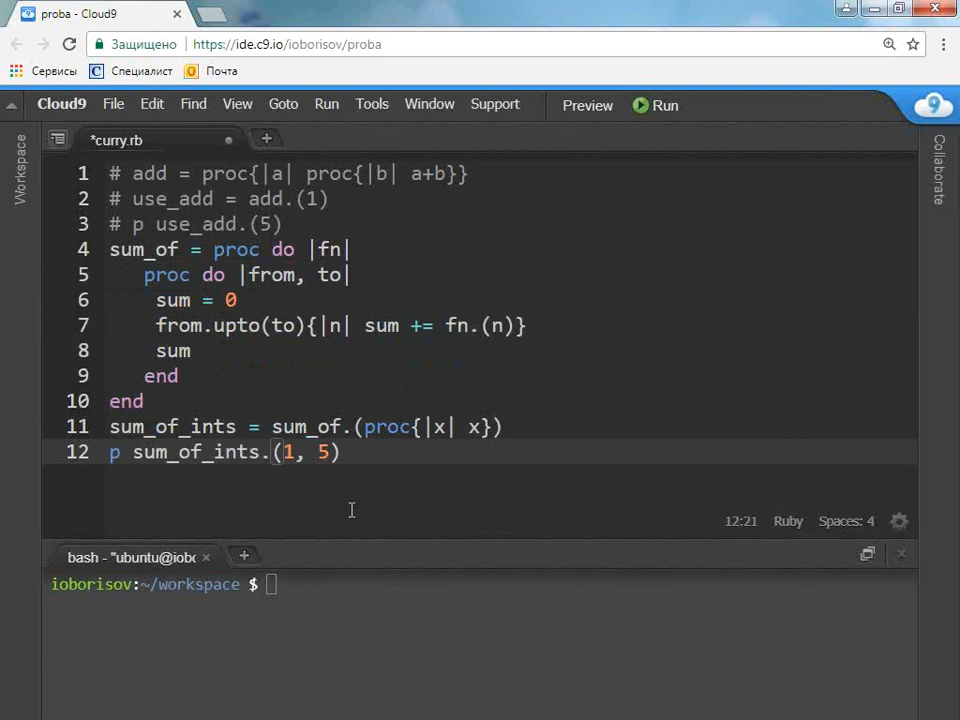 proba - Cloud9
Защищено https://ide.c9.io/ioborisov/proba
Сервисы Специалист Почта
Cloud9 File Edit Find View Goto Run Tools Window Support Preview Run
Workspace
*curry.rb
Collaborate
1 # add = proc{|a| proc{|b| a+b}}
2 # use_add = add.(1)
3 # p use_add.(5)
4 sum_of = proc do |fn|
5    proc do |from, to|
6     sum = 0
7     from.upto(to){|n| sum += fn.(n)}
8     sum
9    end
10 end
11 sum_of_ints = sum_of.(proc{|x| x})
12 p sum_of_ints.(1, 5)
12:21 Ruby Spaces: 4
bash - "ubuntu@iobo
ioborisov:~/workspace $